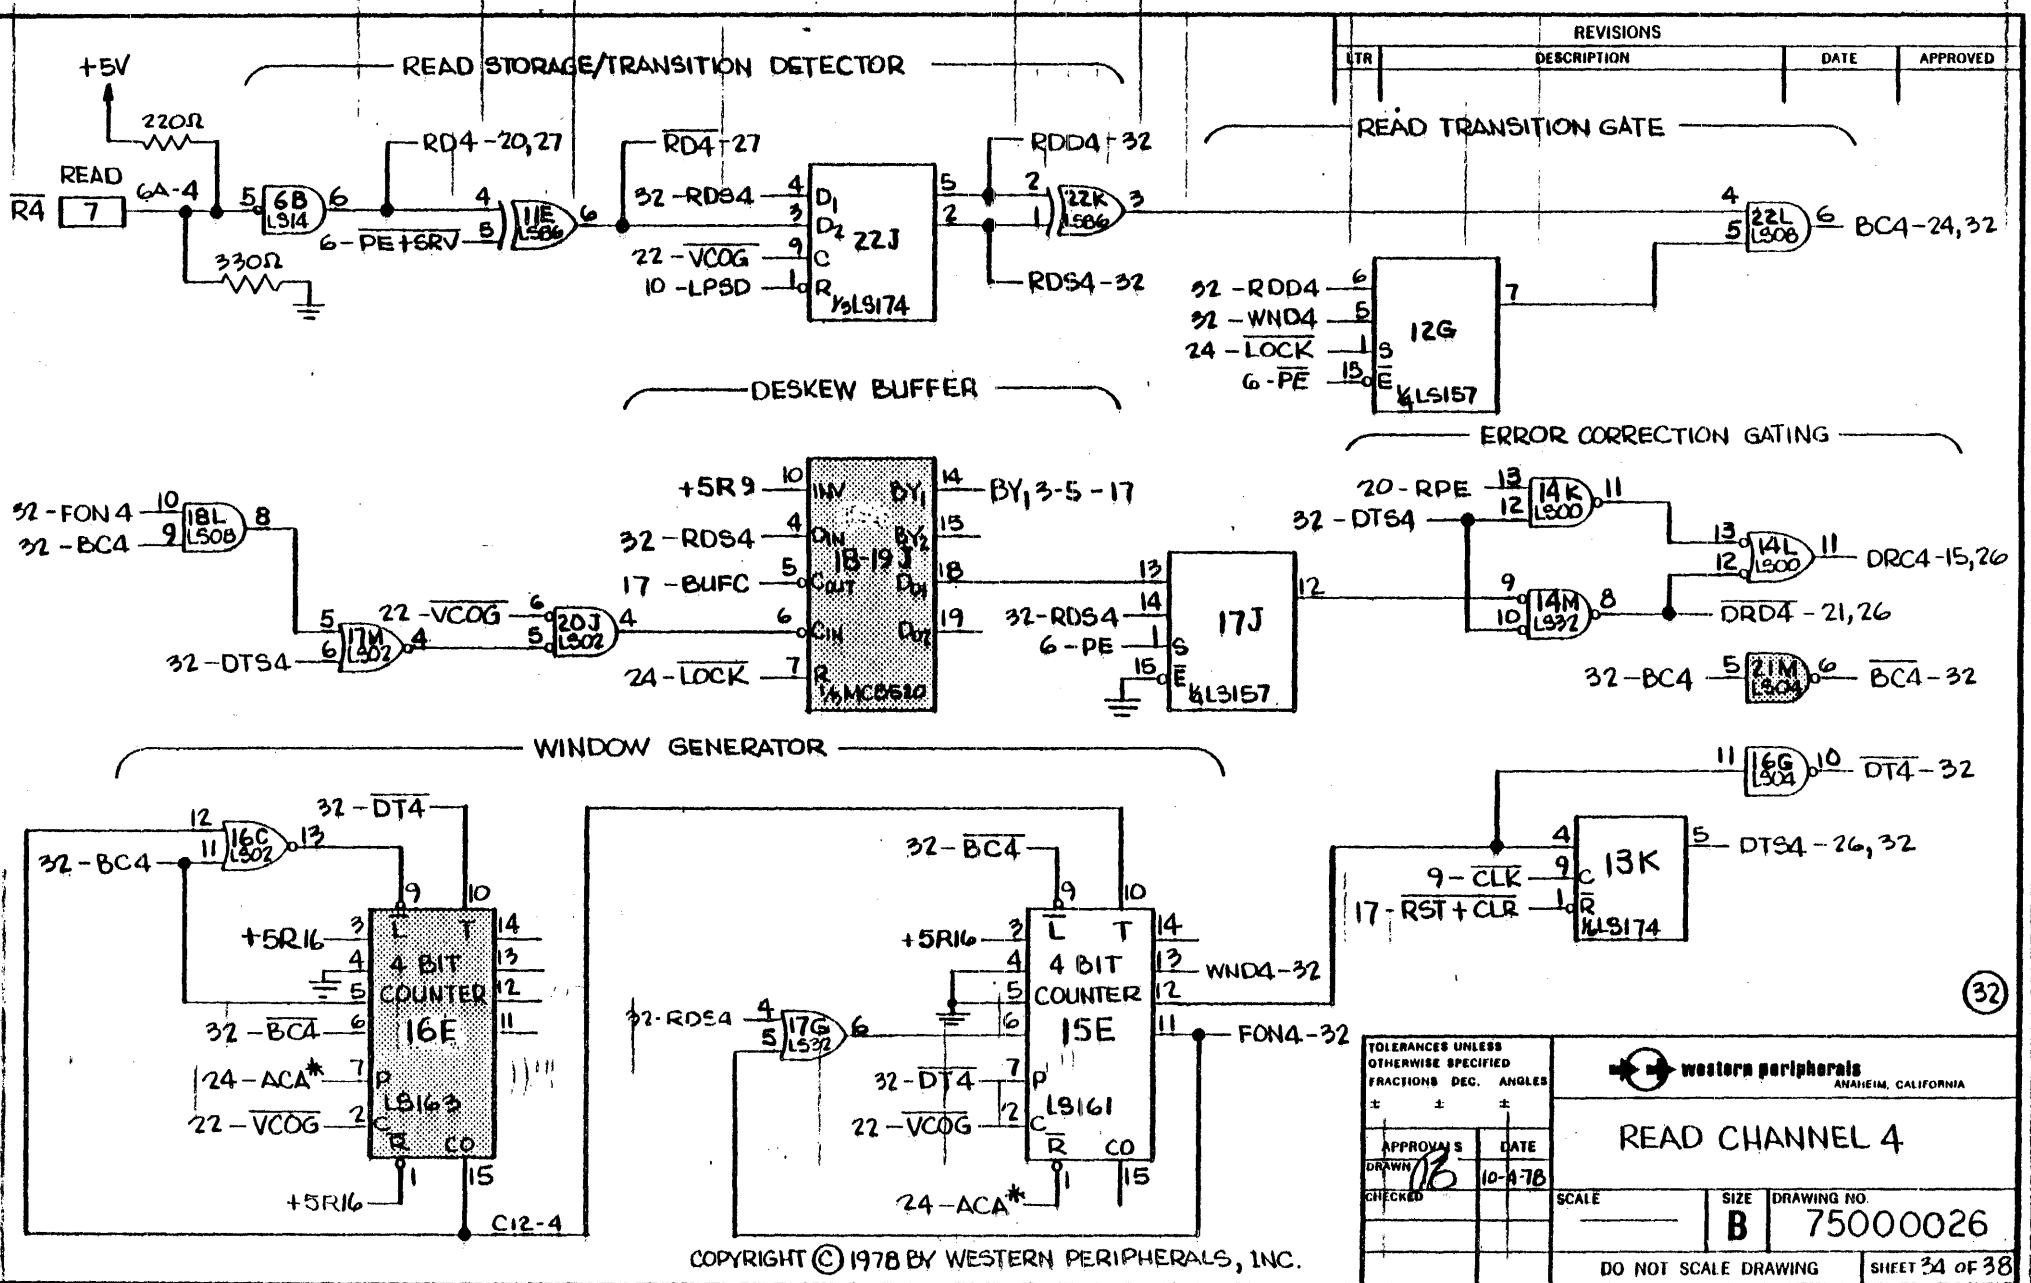 REVISIONS
LTR DESCRIPTION DATE APPROVED
READ STORAGE/TRANSITION DETECTOR
+5V
220Ω
READ
R4 7 6A-4
330Ω
5 6B LS14 6
RD4-20,27
4
6-PE+SRV 5 11E LS86 6
RD4-27
32-RDS4 4 D1 5
3 D2 2
22J
22-VCOG 9 C
10-LPSD 1 R
1/3LS174
RDD4-32
2 22K LS86 3
1
RDS4-32
READ TRANSITION GATE
4 22L LS08 6 BC4-24,32
5
32-RDD4 6 7
32-WND4 5 12G
24-LOCK 1 S
6-PE 15 E
1/4LS157
DESKEW BUFFER
32-FON4 10 18L LS08 8
32-BC4 9
5 17M LS02 4
32-DTS4 6
22-VCOG 6 20J LS02 4
5
+5R9 10 INV BY1 14 BY13-5-17
32-RDS4 4 DIN BY2 15
18-19J
17-BUFC 5 COUT DO1 18
6 CIN DO2 19
24-LOCK 7 R
MC8520
13 12
32-RDS4 14 17J
6-PE 1 S
15 E
1/4LS157
ERROR CORRECTION GATING
20-RPE 13 14K LS00 11
32-DTS4 12
13 14L LS00 11 DRC4-15,26
12
9 14M LS32 8 DRD4-21,26
10
32-BC4 5 21M LS04 6 BC4-32
WINDOW GENERATOR
12 16C LS02 13
32-BC4 11
32-DT4
9 10
+5R16 3 L T 14
4 4 BIT 13
5 COUNTER 12
32-BC4 6 16E 11
24-ACA* 7 P
LS163
22-VCOG 2 C
R CO
1 15
+5R16
C12-4
32-BC4
9 10
+5R16 3 L T 14
4 4 BIT 13 WND4-32
5 COUNTER 12
32-RDS4 4 17G LS32 6
5
6 15E 11 FON4-32
32-DT4 7 P
LS161
22-VCOG 2 C
R CO
1 15
24-ACA*
11 16G LS04 10 DT4-32
4 13K 5 DTS4-26,32
9-CLK 9 C
17-RST+CLR 1 R
1/6LS174
32
TOLERANCES UNLESS
OTHERWISE SPECIFIED
FRACTIONS DEC. ANGLES
± ± ±
APPROVALS DATE
DRAWN 10-4-78
CHECKED
western peripherals
ANAHEIM, CALIFORNIA
READ CHANNEL 4
SCALE SIZE DRAWING NO.
B 75000026
DO NOT SCALE DRAWING SHEET 34 OF 38
COPYRIGHT © 1978 BY WESTERN PERIPHERALS, INC.